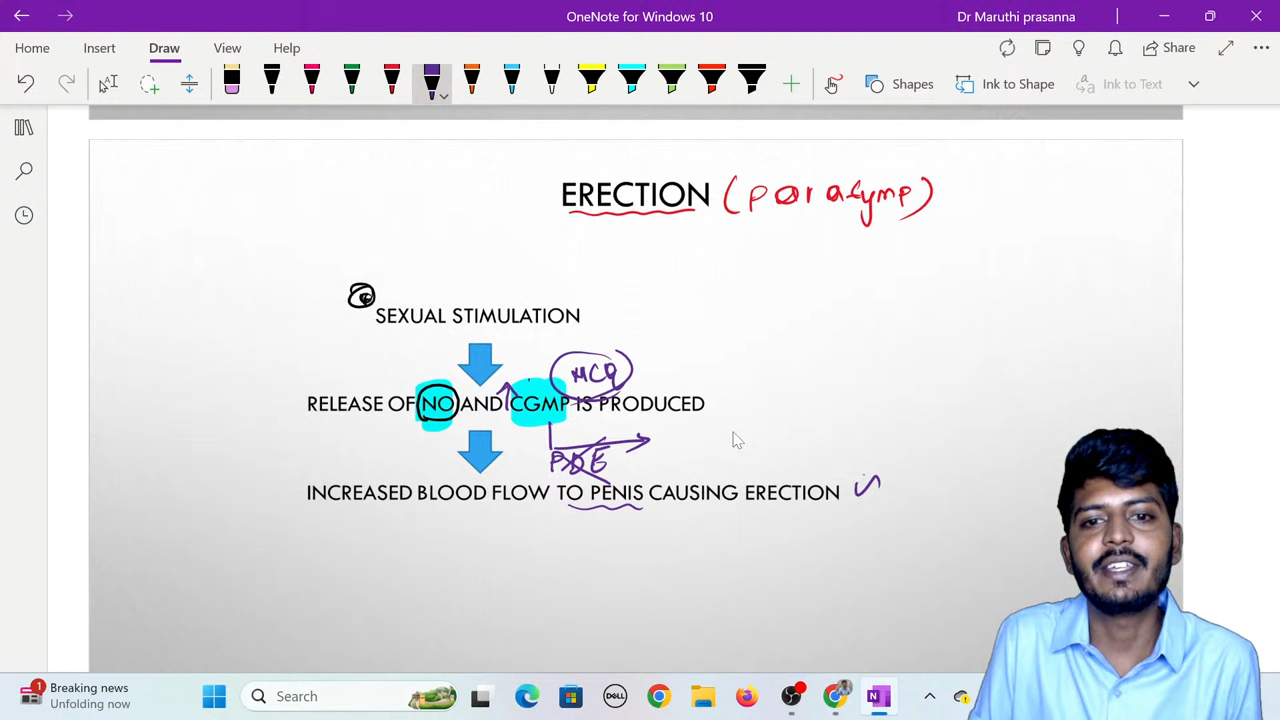 OneNote for Windows 10
Dr Maruthi prasanna
Home Insert Draw View Help
Share
Shapes Ink to Shape Ink to Text
ERECTION (parasymp)
SEXUAL STIMULATION
MCQ
RELEASE OF NO AND ↑ CGMP IS PRODUCED
PDE
INCREASED BLOOD FLOW TO PENIS CAUSING ERECTION
1
Breaking news
Unfolding now
Search
DELL